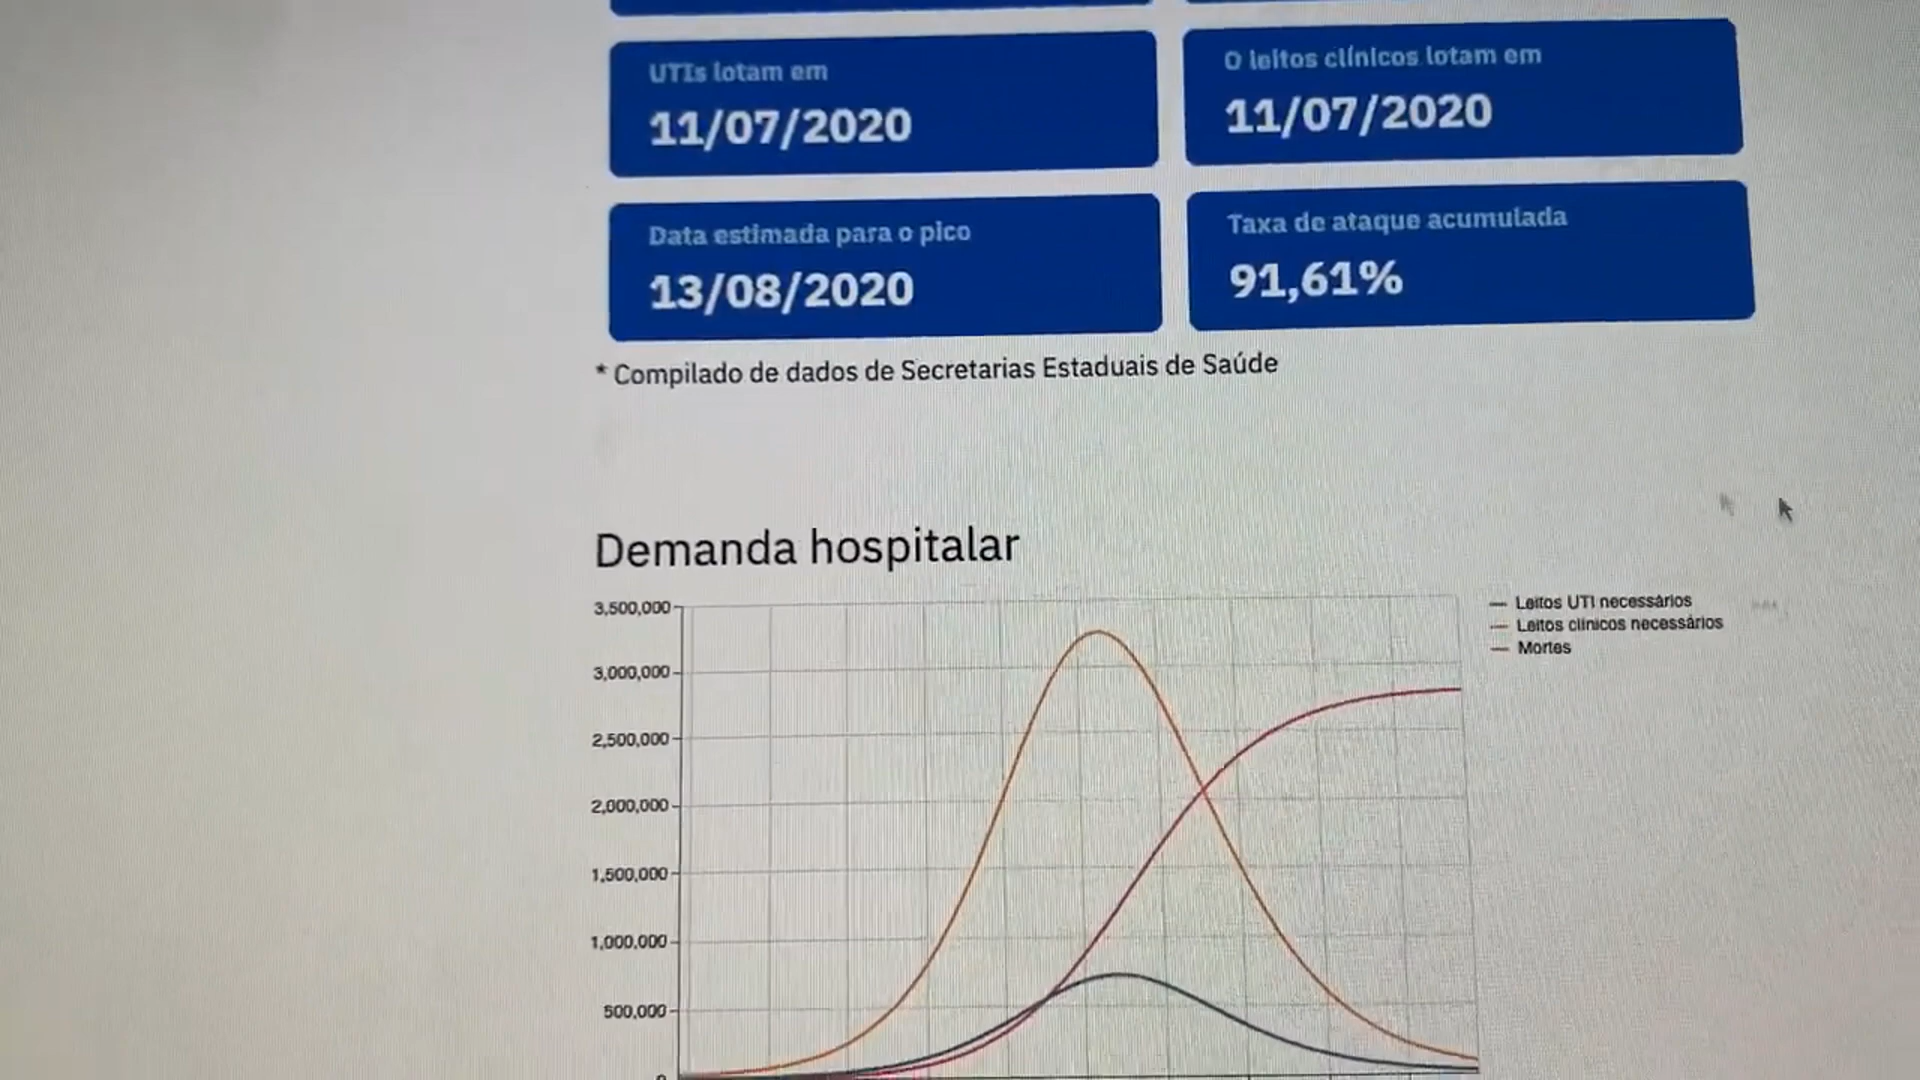 UTIs lotam em
11/07/2020
O leitos clínicos lotam em
11/07/2020
Data estimada para o pico
13/08/2020
Taxa de ataque acumulada
91,61%
* Compilado de dados de Secretarias Estaduais de Saúde
Demanda hospitalar
3,500,000
3,000,000
2,500,000
2,000,000
1,500,000
1,000,000
500,000
0
Leitos UTI necessários
Leitos clínicos necessários
Mortes